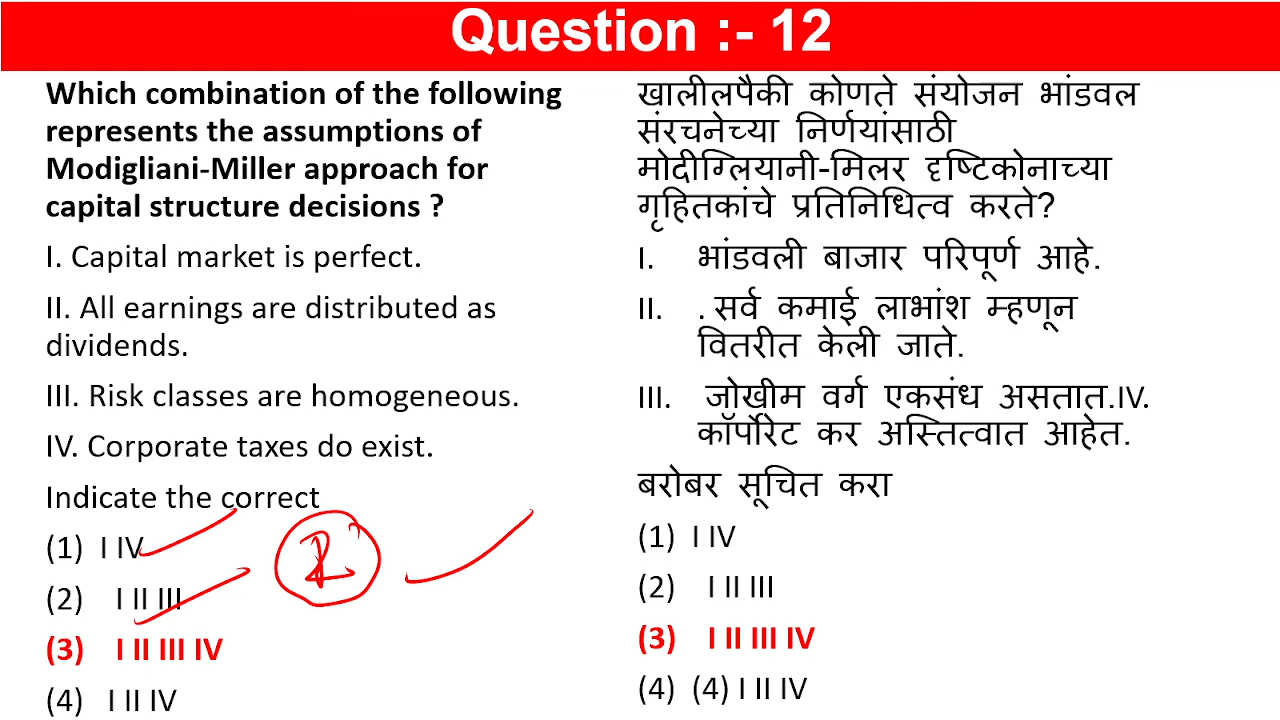 Question :- 12
Which combination of the following
represents the assumptions of
Modigliani-Miller approach for
capital structure decisions ?
I. Capital market is perfect.
II. All earnings are distributed as
dividends.
III. Risk classes are homogeneous.
IV. Corporate taxes do exist.
Indicate the correct
(1) I IV
(2) I II III
(3) I II III IV
(4) I II IV
खालीलपैकी कोणते संयोजन भांडवल
संरचनेच्या निर्णयांसाठी
मोदीग्लियानी-मिलर दृष्टिकोनाच्या
गृहितकांचे प्रतिनिधित्व करते?
I. भांडवली बाजार परिपूर्ण आहे.
II. . सर्व कमाई लाभांश म्हणून
वितरीत केली जाते.
III. जोखीम वर्ग एकसंध असतात.IV.
कॉर्पोरेट कर अस्तित्वात आहेत.
बरोबर सूचित करा
(1) I IV
(2) I II III
(3) I II III IV
(4) (4) I II IV